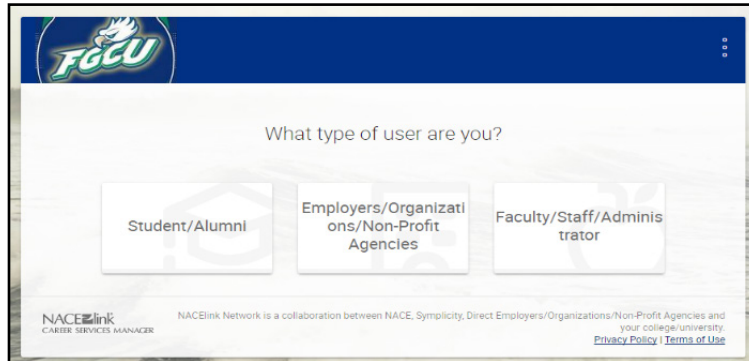 FGCU
What type of user are you?
Student/Alumni
Employers/Organizati
ons/Non-Profit
Agencies
Faculty/Staff/Adminis
trator
NACElink
CAREER SERVICES MANAGER
NACElink Network is a collaboration between NACE, Symplicity, Direct Employers/Organizations/Non-Profit Agencies and
your college/university.
Privacy Policy | Terms of Use